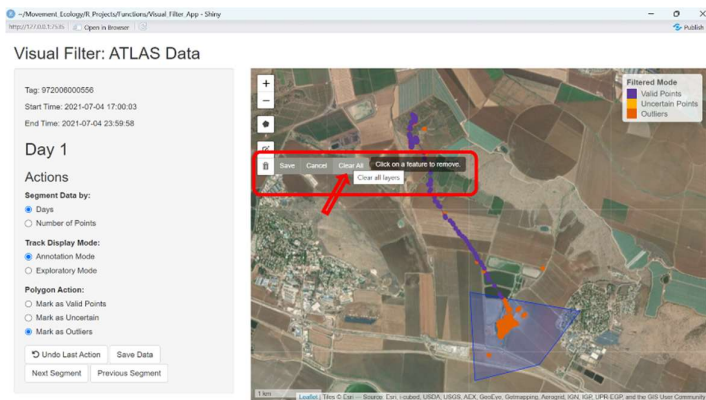 ~/Movement_Ecology/R_Projects/Functions/Visual_Filter_App - Shiny
http://127.0.0.1:7535 Open in Browser
Publish
Visual Filter: ATLAS Data
Tag: 972006000556
Start Time: 2021-07-04 17:00:03
End Time: 2021-07-04 23:59:58
Day 1
Actions
Segment Data by:
Days
Number of Points
Track Display Mode:
Annotation Mode
Exploratory Mode
Polygon Action:
Mark as Valid Points
Mark as Uncertain
Mark as Outliers
Undo Last Action Save Data
Next Segment Previous Segment
+
−
Save Cancel Clear All Click on a feature to remove.
Clear all layers
Filtered Mode
Valid Points
Uncertain Points
Outliers
1 km
Leaflet | Tiles © Esri — Source: Esri, i-cubed, USDA, USGS, AEX, GeoEye, Getmapping, Aerogrid, IGN, IGP, UPR-EGP, and the GIS User Community